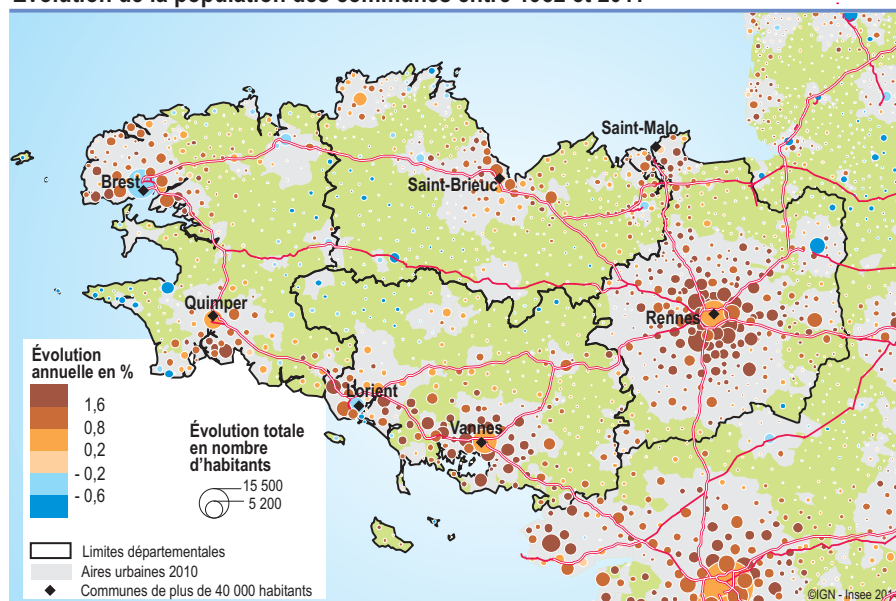 Saint-Malo
Brest
Saint-Brieuc
Quimper
Rennes
Lorient
Vannes
Évolution
annuelle en %
1,6
0,8
0,2
- 0,2
- 0,6
Évolution totale
en nombre
d'habitants
15 500
5 200
Limites départementales
Aires urbaines 2010
Communes de plus de 40 000 habitants
©IGN - Insee